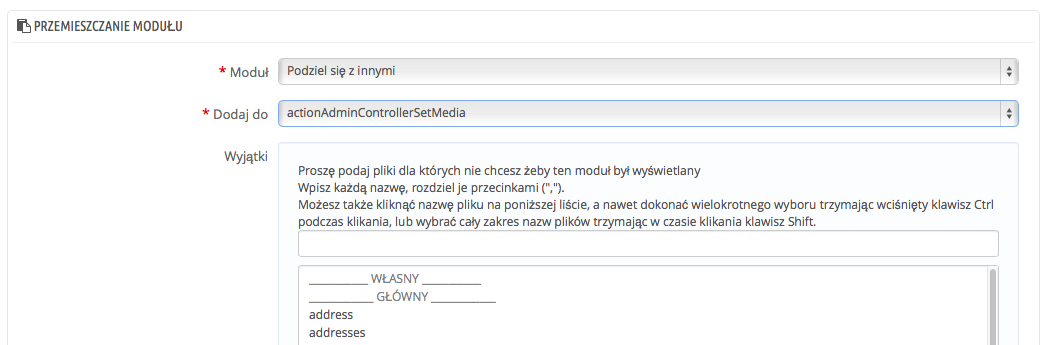 PRZEMIESZCZANIE MODUŁU
* Moduł Podziel się z innymi
* Dodaj do actionAdminControllerSetMedia
Wyjątki
Proszę podaj pliki dla których nie chcesz żeby ten moduł był wyświetlany
Wpisz każdą nazwę, rozdziel je przecinkami (",").
Możesz także kliknąć nazwę pliku na poniższej liście, a nawet dokonać wielokrotnego wyboru trzymając wciśnięty klawisz Ctrl
podczas klikania, lub wybrać cały zakres nazw plików trzymając w czasie klikania klawisz Shift.
___________ WŁASNY ___________
____________ GŁÓWNY ____________
address
addresses